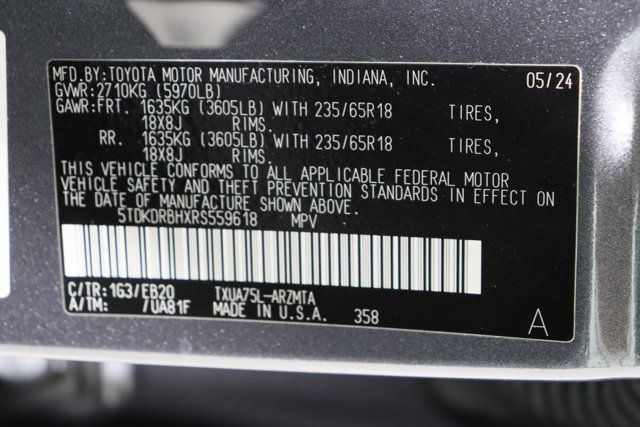 MFD.BY:TOYOTA MOTOR MANUFACTURING, INDIANA, INC. 05/24
GVWR:2710KG (5970LB)
GAWR:FRT. 1635KG (3605LB) WITH 235/65R18 TIRES,
18X8J RIMS.
RR. 1635KG (3605LB) WITH 235/65R18 TIRES,
18X8J RIMS.
THIS VEHICLE CONFORMS TO ALL APPLICABLE FEDERAL MOTOR
VEHICLE SAFETY AND THEFT PREVENTION STANDARDS IN EFFECT ON
THE DATE OF MANUFACTURE SHOWN ABOVE.
5TDKDRBHXRS559618 MPV
C/TR:1G3/EB20 TXUA75L-ARZMTA
A/TM: /UA81F MADE IN U.S.A. 358 A